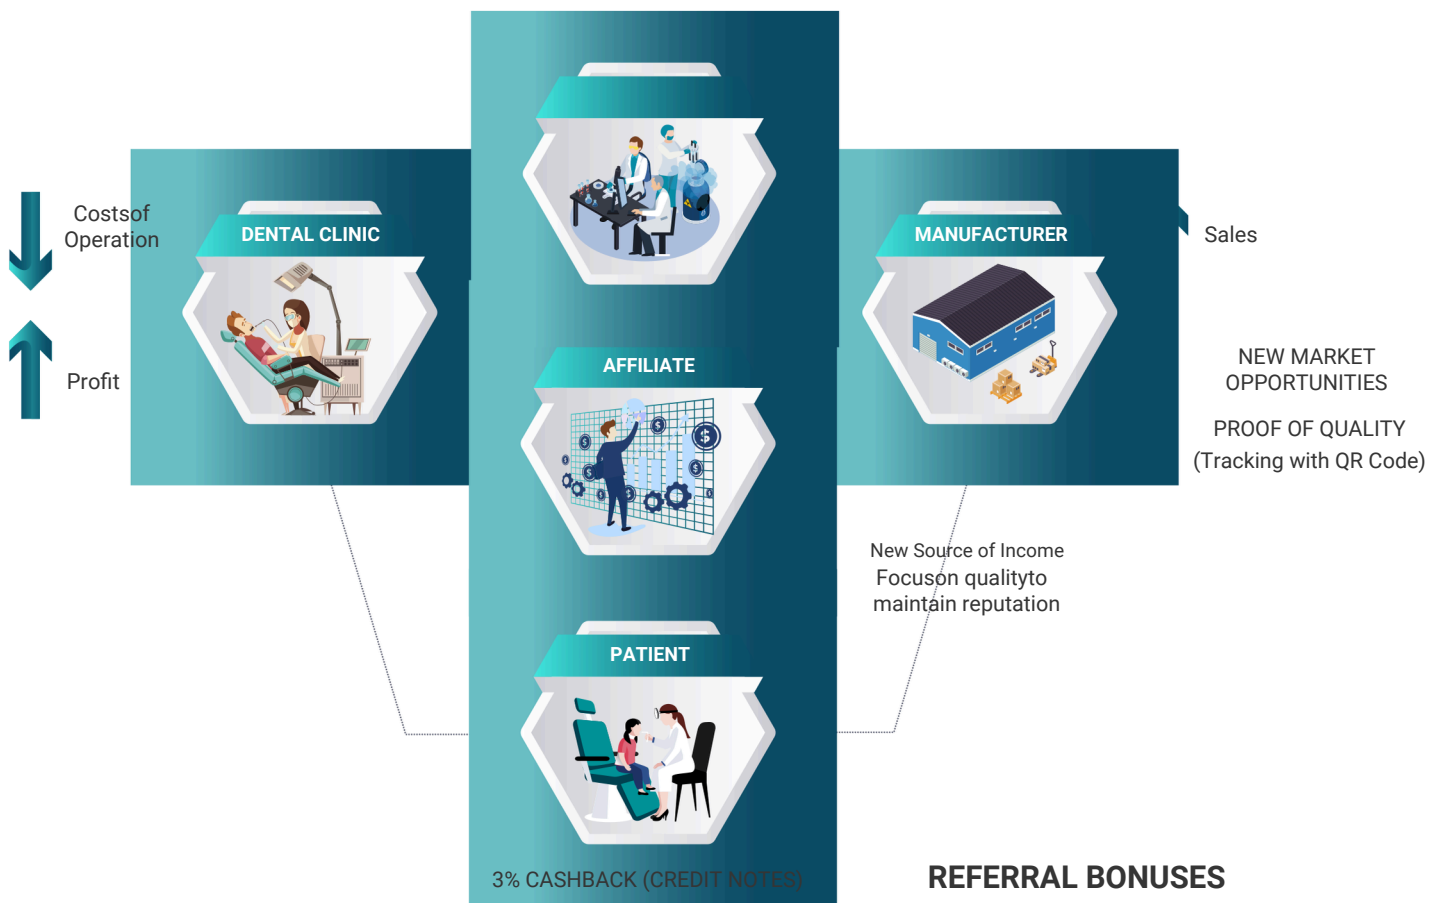 Costsof
Operation
Profit
DENTAL CLINIC
AFFILIATE
PATIENT
3% CASHBACK (CREDIT NOTES)
MANUFACTURER
Sales
NEW MARKET
OPPORTUNITIES
PROOF OF QUALITY
(Tracking with QR Code)
New Source of Income
Focuson qualityto
maintain reputation
REFERRAL BONUSES